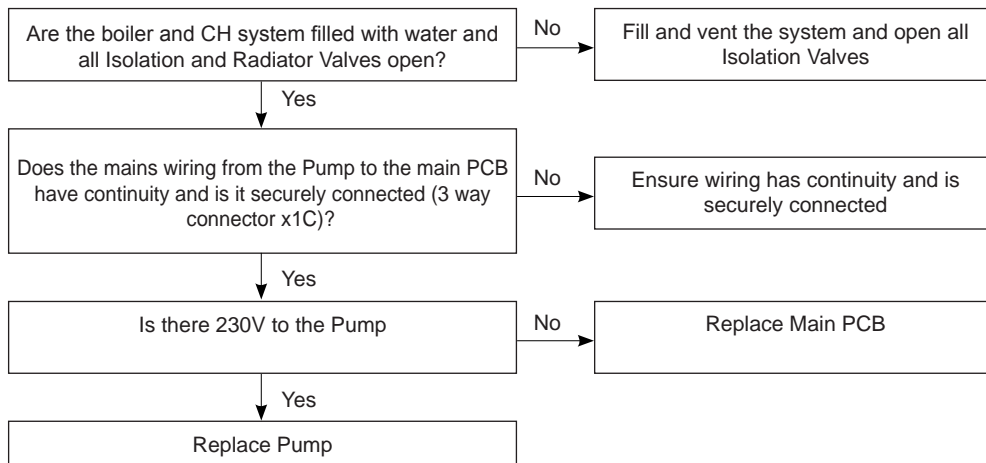 Are the boiler and CH system filled with water and
all Isolation and Radiator Valves open?
No
Fill and vent the system and open all
Isolation Valves
Yes
Does the mains wiring from the Pump to the main PCB
have continuity and is it securely connected (3 way
connector x1C)?
No
Ensure wiring has continuity and is
securely connected
Yes
Is there 230V to the Pump
No
Replace Main PCB
Yes
Replace Pump